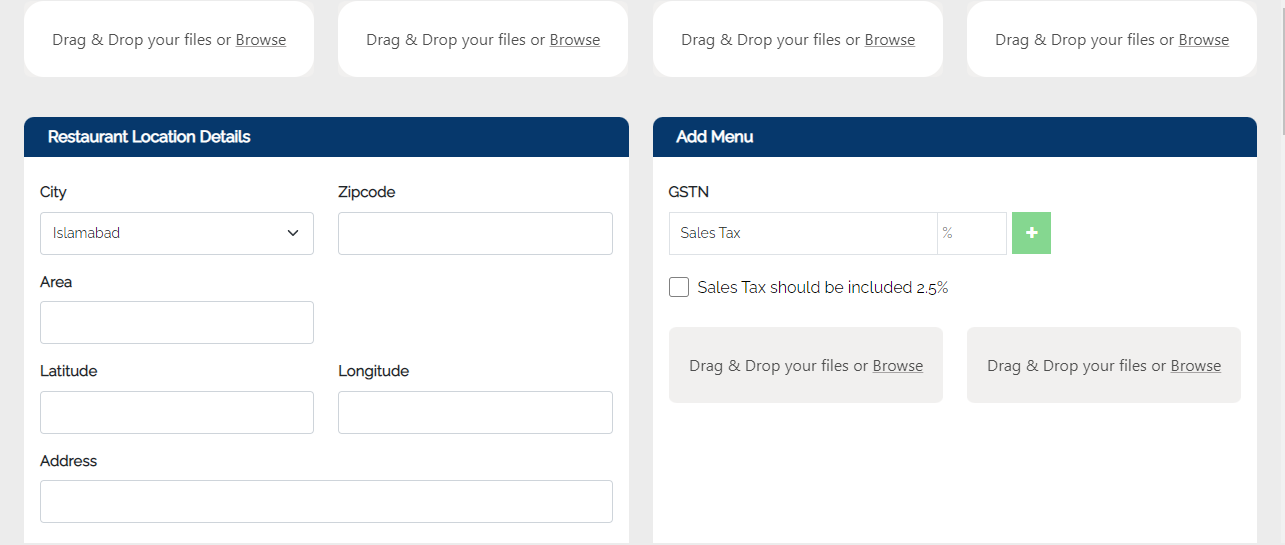 Drag & Drop your files or Browse
Drag & Drop your files or Browse
Drag & Drop your files or Browse
Drag & Drop your files or Browse
Restaurant Location Details
City
Zipcode
Islamabad
Area
Latitude
Longitude
Address
Add Menu
GSTN
Sales Tax
%
+
Sales Tax should be included 2.5%
Drag & Drop your files or Browse
Drag & Drop your files or Browse